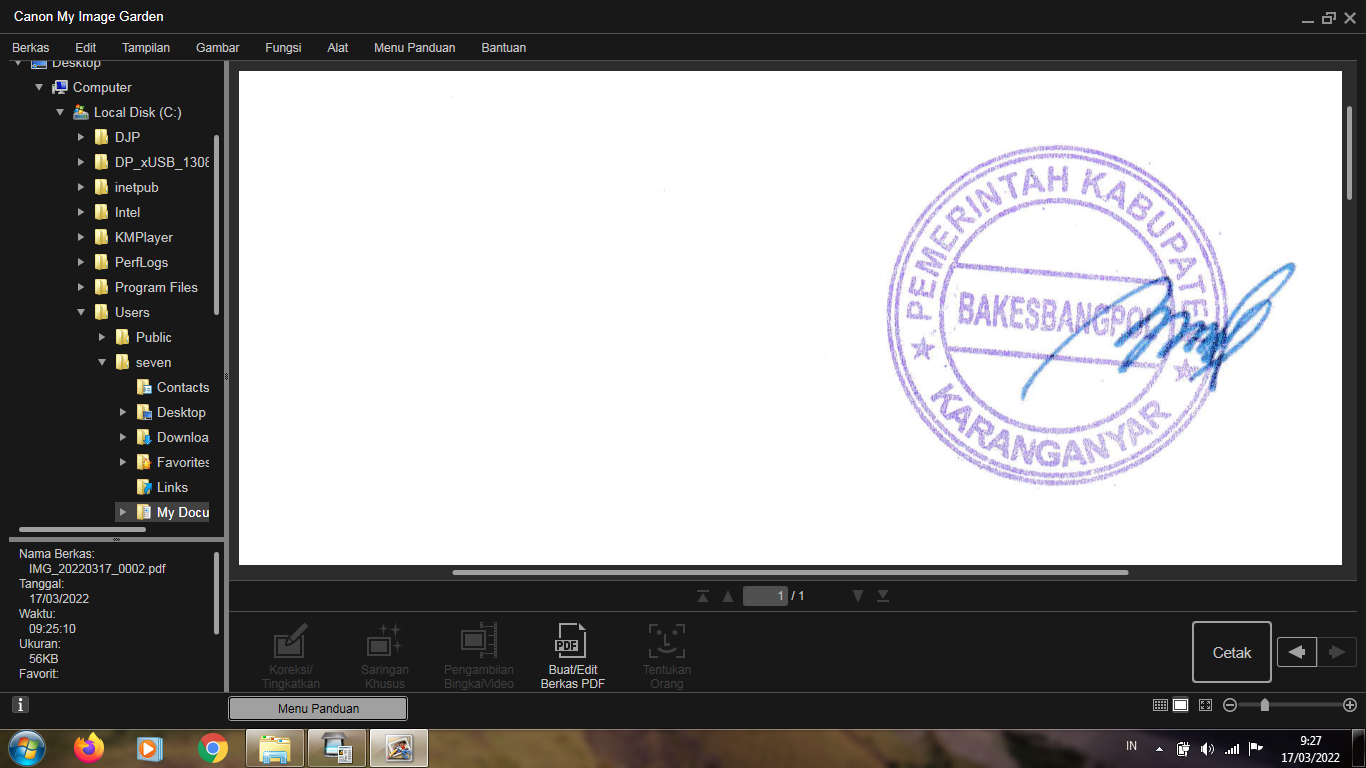 Canon My Image Garden
Berkas Edit Tampilan Gambar Fungsi Alat Menu Panduan Bantuan
Desktop
Computer
Local Disk (C:)
DJP
DP_xUSB_1308
inetpub
Intel
KMPlayer
PerfLogs
Program Files
Users
Public
seven
Contacts
Desktop
Downloa
Favorites
Links
My Docu
PEMERINTAH KABUPATE
BAKESBANGPOL
KARANGANYAR
Nama Berkas:
IMG_20220317_0002.pdf
Tanggal:
17/03/2022
Waktu:
09:25:10
Ukuran:
56KB
Favorit:
1 / 1
Koreksi/
Tingkatkan
Saringan
Khusus
Pengambilan
Bingkai Video
PDF
Buat/Edit
Berkas PDF
Tentukan
Orang
Cetak
Menu Panduan
IN
9:27
17/03/2022